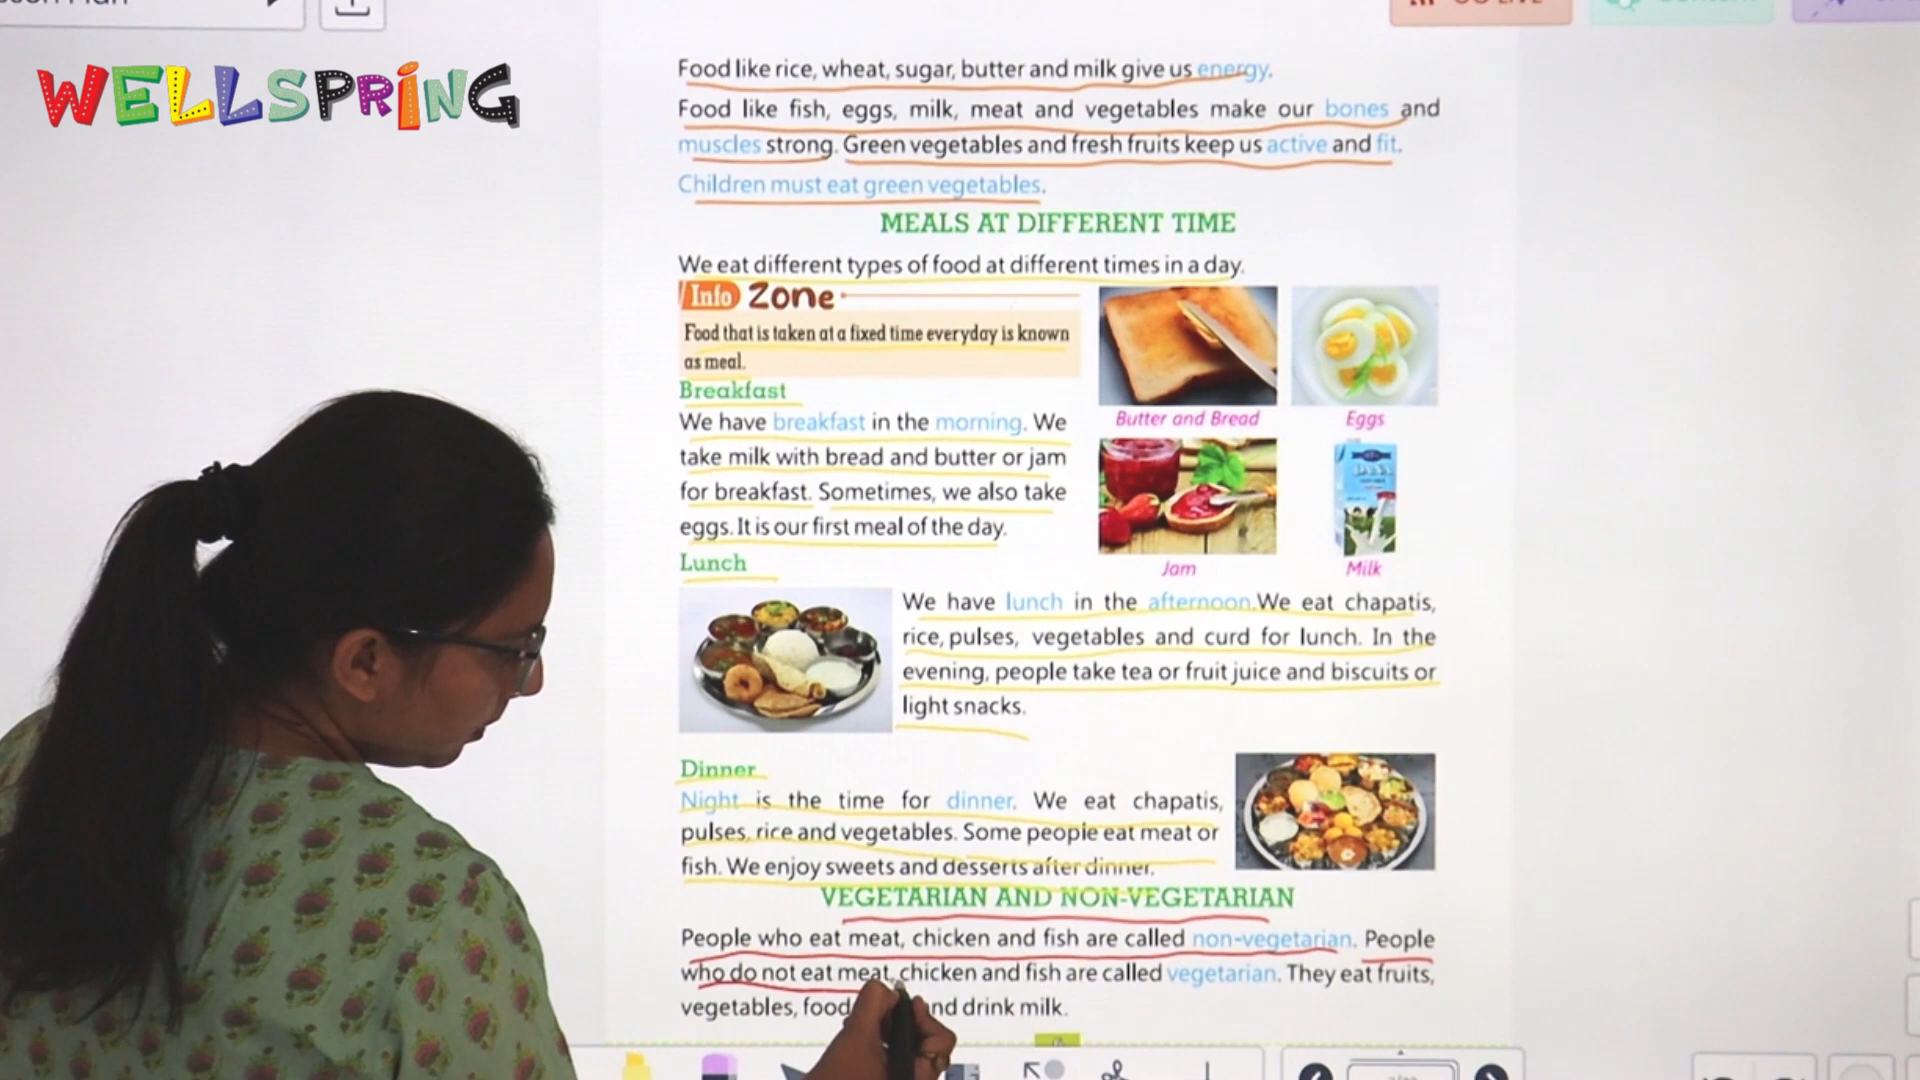 WELLSPRING
Food like rice, wheat, sugar, butter and milk give us energy.
Food like fish, eggs, milk, meat and vegetables make our bones and
muscles strong. Green vegetables and fresh fruits keep us active and fit.
Children must eat green vegetables.
MEALS AT DIFFERENT TIME
We eat different types of food at different times in a day.
Info Zone
Food that is taken at a fixed time everyday is known
as meal.
Breakfast
We have breakfast in the morning. We
take milk with bread and butter or jam
for breakfast. Sometimes, we also take
eggs. It is our first meal of the day.
Butter and Bread
Eggs
Jam
Milk
Lunch
We have lunch in the afternoon.We eat chapatis,
rice, pulses, vegetables and curd for lunch. In the
evening, people take tea or fruit juice and biscuits or
light snacks.
Dinner
Night is the time for dinner. We eat chapatis,
pulses, rice and vegetables. Some people eat meat or
fish. We enjoy sweets and desserts after dinner.
VEGETARIAN AND NON-VEGETARIAN
People who eat meat, chicken and fish are called non-vegetarian. People
who do not eat meat, chicken and fish are called vegetarian. They eat fruits,
vegetables, food and drink milk.